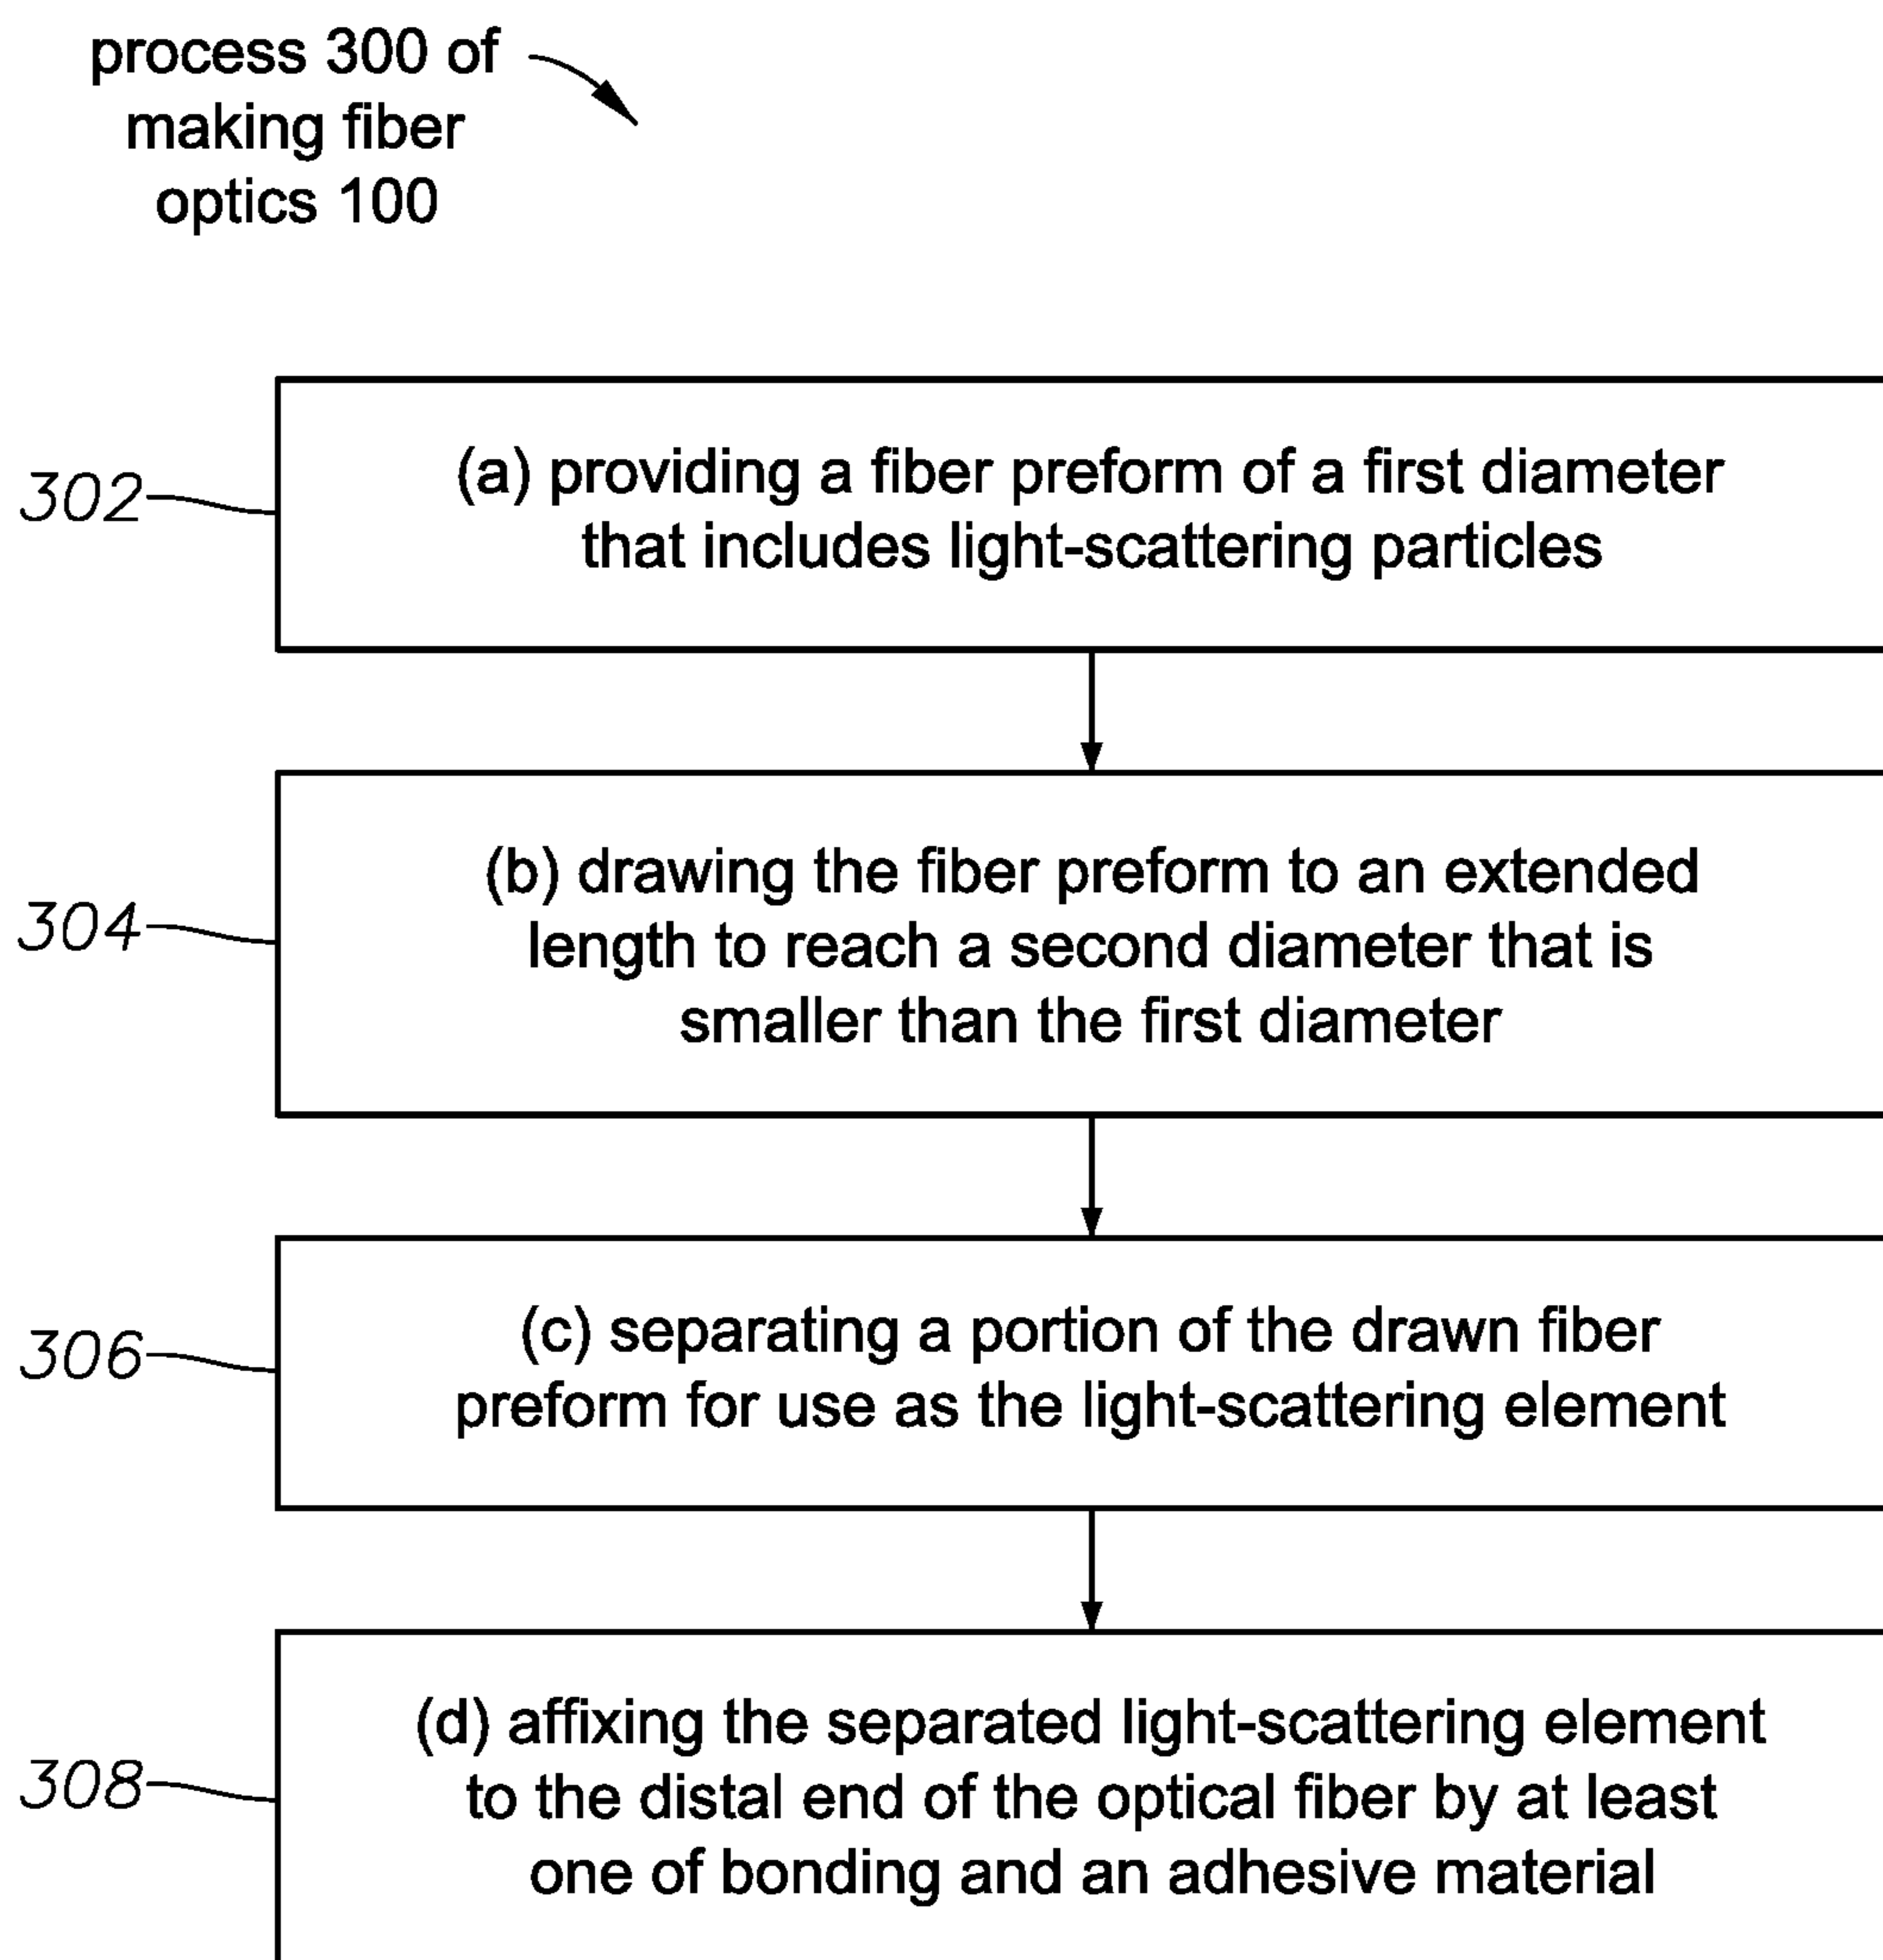 process 300 of
making fiber
optics 100
302
(a) providing a fiber preform of a first diameter
that includes light-scattering particles
304
(b) drawing the fiber preform to an extended
length to reach a second diameter that is
smaller than the first diameter
306
(c) separating a portion of the drawn fiber
preform for use as the light-scattering element
308
(d) affixing the separated light-scattering element
to the distal end of the optical fiber by at least
one of bonding and an adhesive material